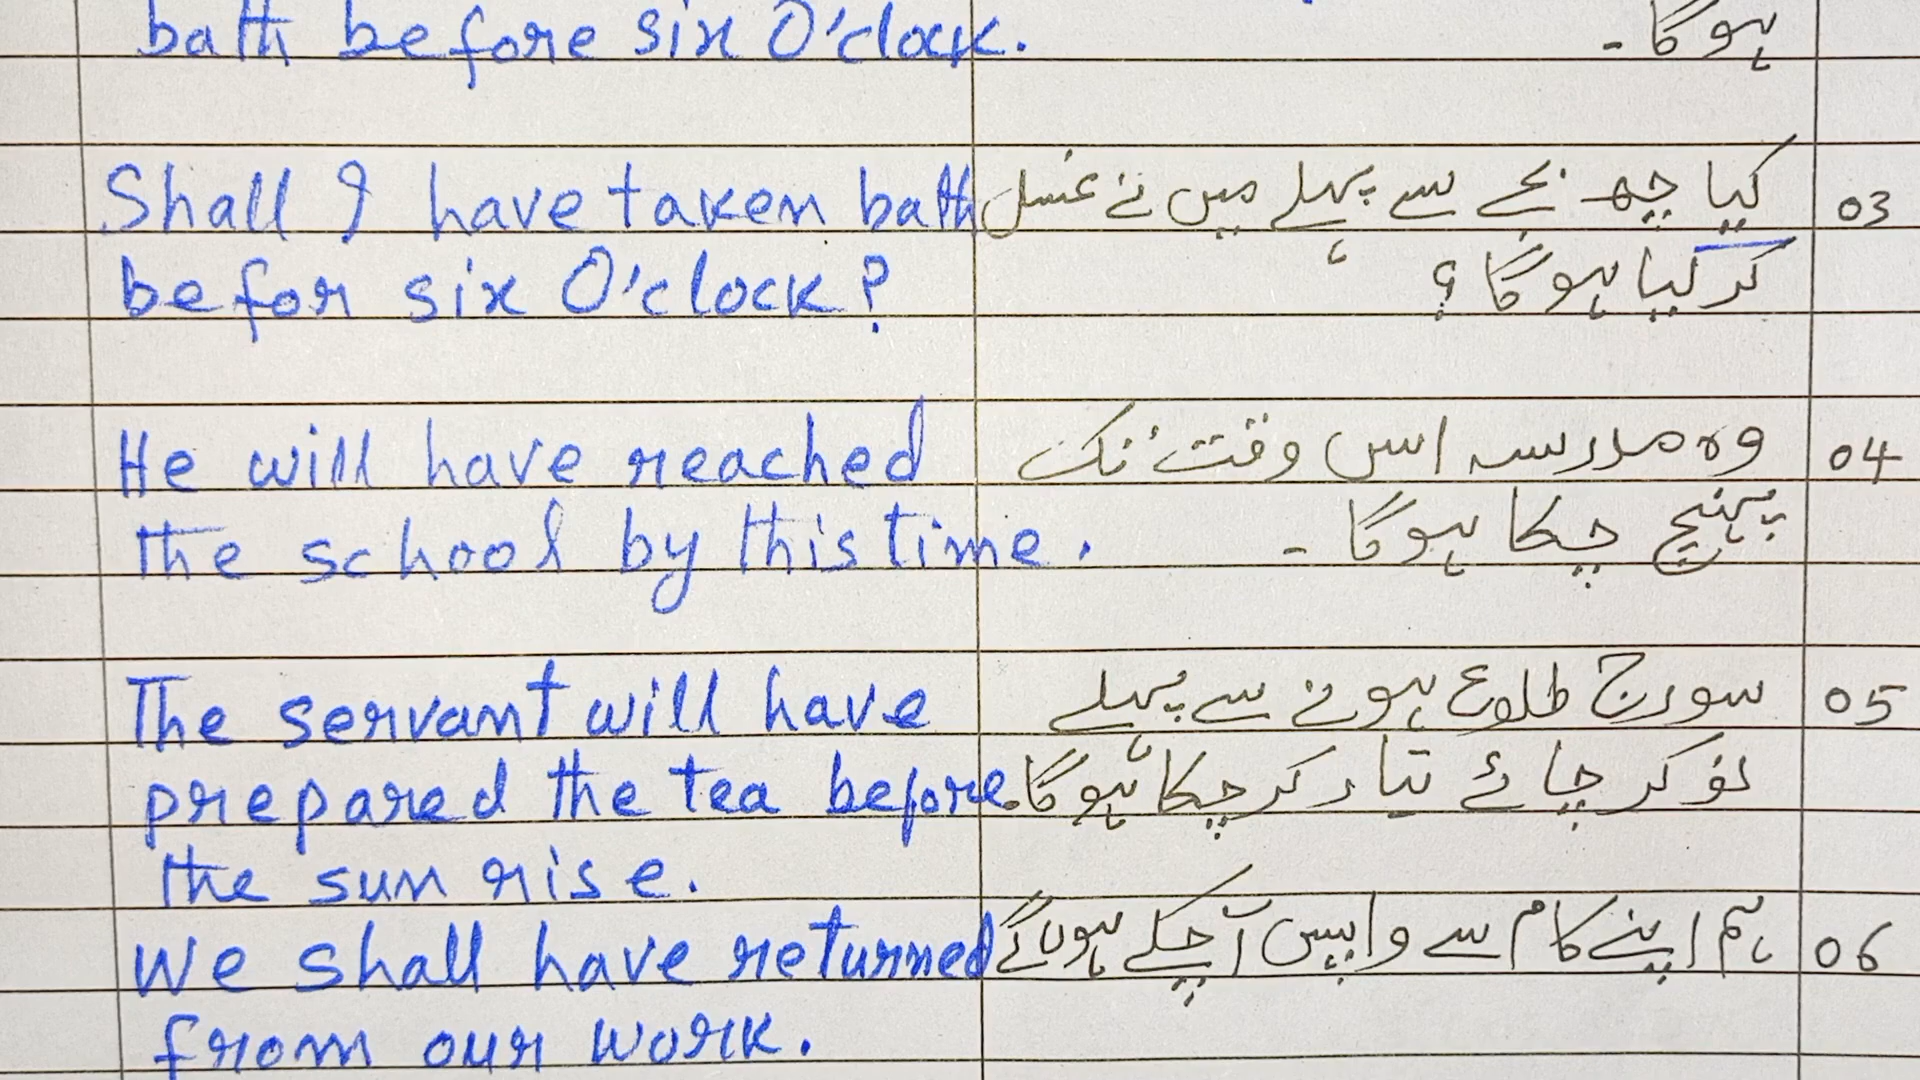 bath before six O'clock.
ہوگا۔
Shall I have taken bath
کیا چھ بجے سے پہلے میں نے غسل
03
befor six O'clock?
کر کیا ہوگا؟
He will have reached
وہ مدرسہ اس وقت تک
04
the school by this time.
پہنچ چکا ہوگا۔
The servant will have
سورج طلوع ہونے سے پہلے
05
prepared the tea before
نوکر چائے تیار کر چکا ہوگا۔
the sun rise.
We shall have returned
ہم اپنے کام سے واپس آ چکے ہوں گے
06
from our work.